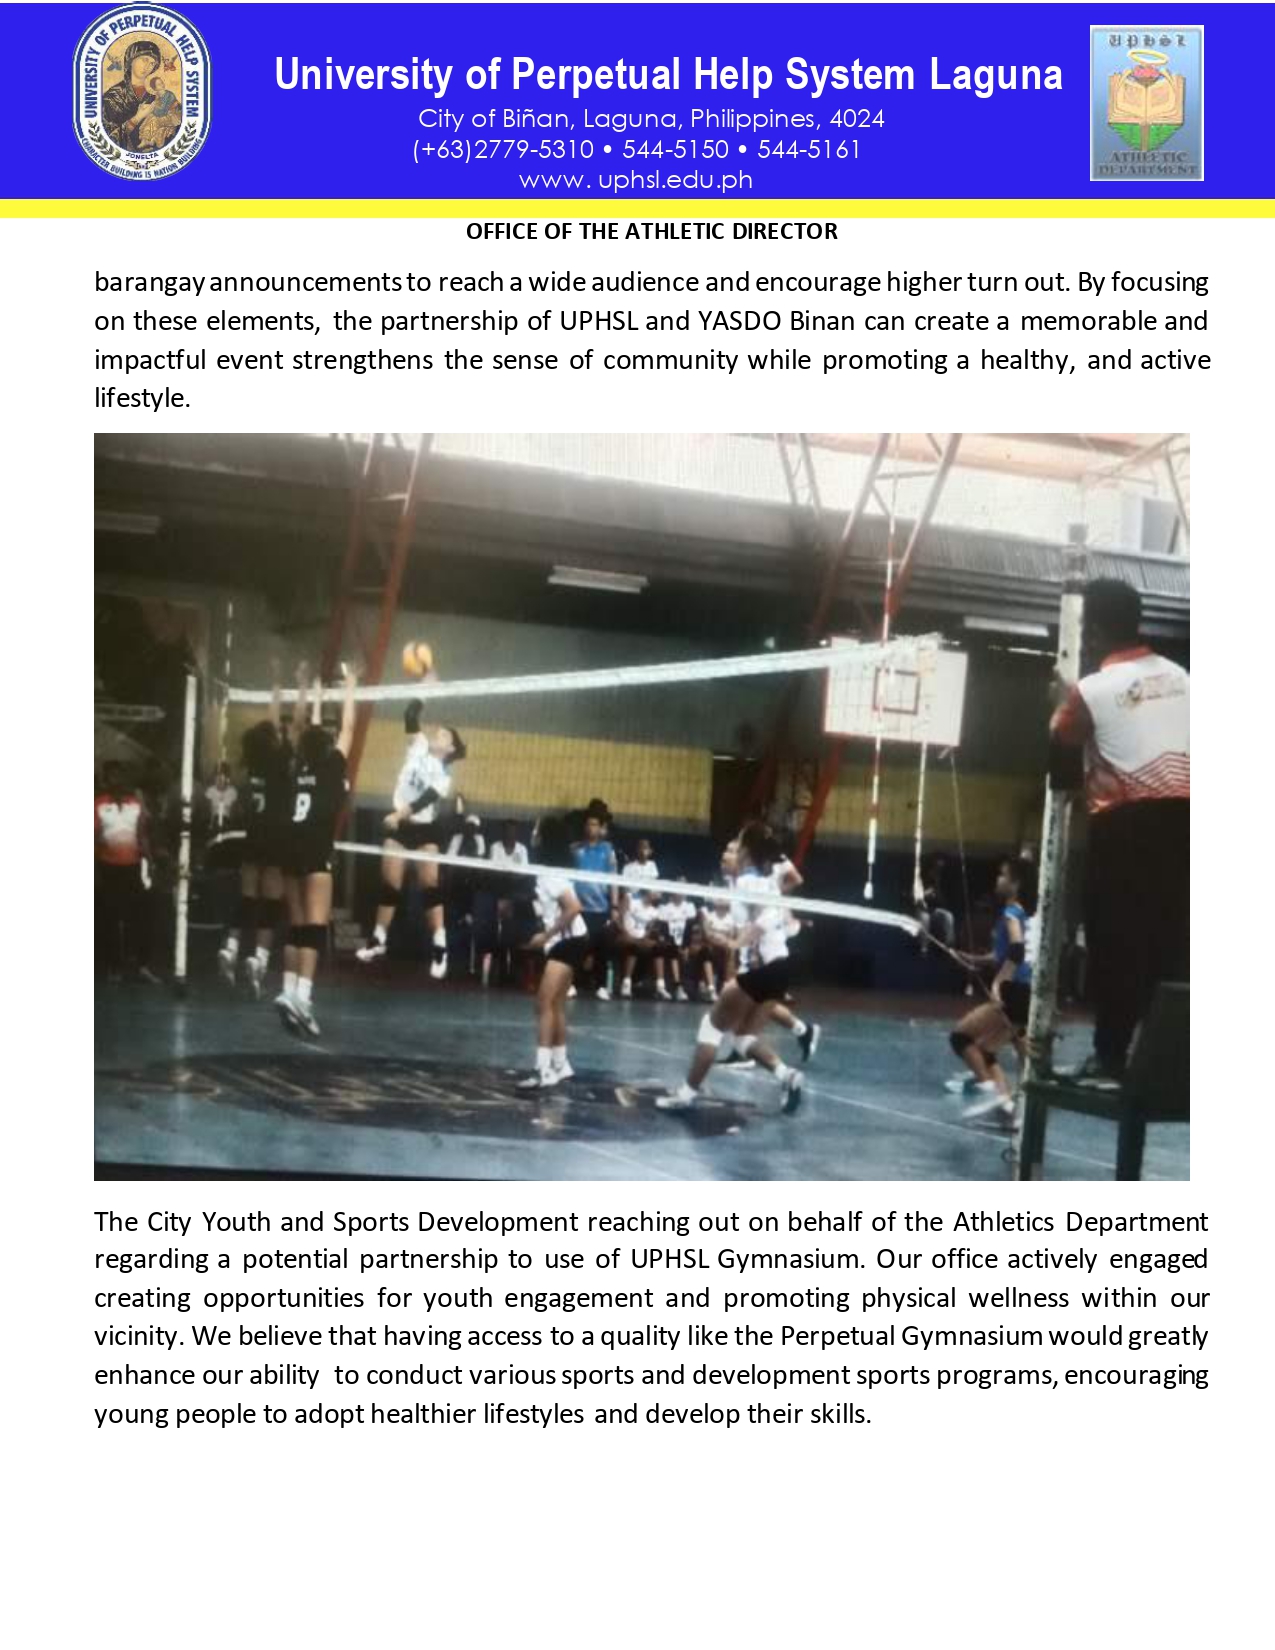 UNIVERSITY OF PERPETUAL HELP SYSTEM
JONELTA
CHARACTER BUILDING IS NATION BUILDING
University of Perpetual Help System Laguna
City of Biñan, Laguna, Philippines, 4024
(+63)2779-5310 • 544-5150 • 544-5161
www. uphsl.edu.ph
UPHSL
ATHLETIC
DEPARTMENT
OFFICE OF THE ATHLETIC DIRECTOR
barangay announcements to reach a wide audience and encourage higher turn out. By focusing
on these elements, the partnership of UPHSL and YASDO Binan can create a memorable and
impactful event strengthens the sense of community while promoting a healthy, and active
lifestyle.
8
The City Youth and Sports Development reaching out on behalf of the Athletics Department
regarding a potential partnership to use of UPHSL Gymnasium. Our office actively engaged
creating opportunities for youth engagement and promoting physical wellness within our
vicinity. We believe that having access to a quality like the Perpetual Gymnasium would greatly
enhance our ability to conduct various sports and development sports programs, encouraging
young people to adopt healthier lifestyles and develop their skills.